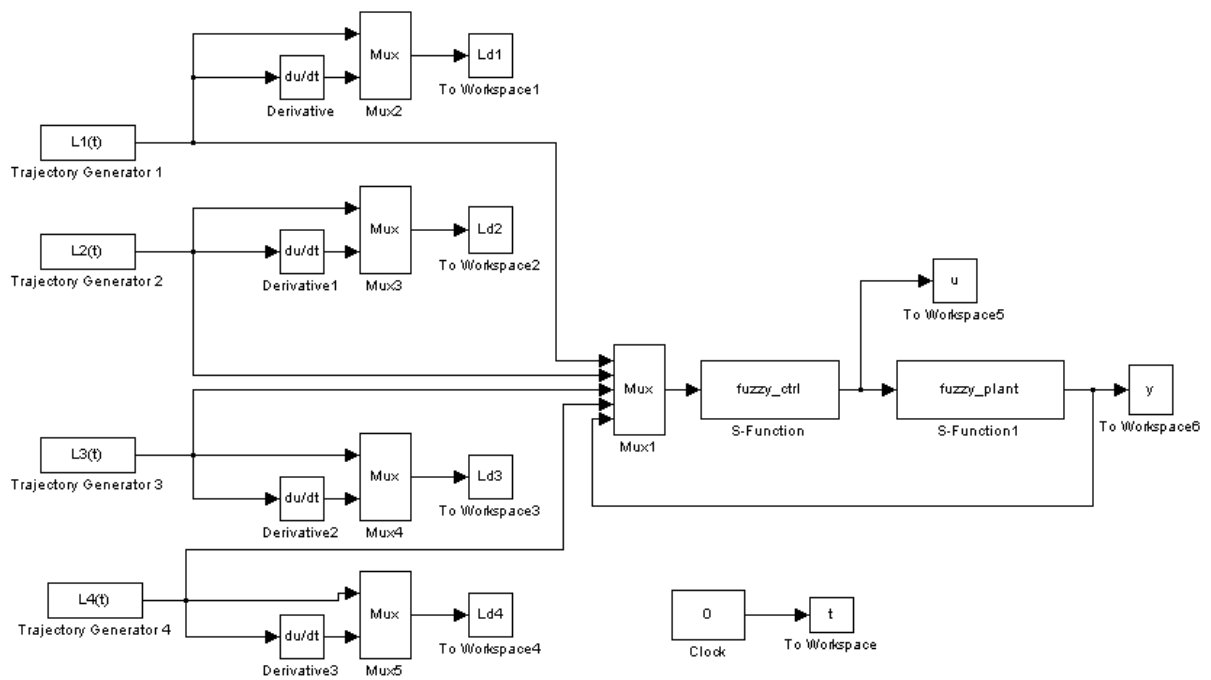 Mux
Ld1
du/dt
To Workspace1
Derivative
Mux2
L1(t)
Trajectory Generator 1
Mux
Ld2
L2(t)
du/dt
To Workspace2
Trajectory Generator 2
Derivative1
Mux3
u
To Workspace5
Mux
fuzzy_ctrl
fuzzy_plant
y
S-Function
S-Function1
To Workspace6
Mux1
L3(t)
Trajectory Generator 3
Mux
Ld3
du/dt
To Workspace3
Derivative2
Mux4
L4(t)
Trajectory Generator 4
Mux
Ld4
du/dt
To Workspace4
Derivative3
Mux5
0
t
Clock
To Workspace